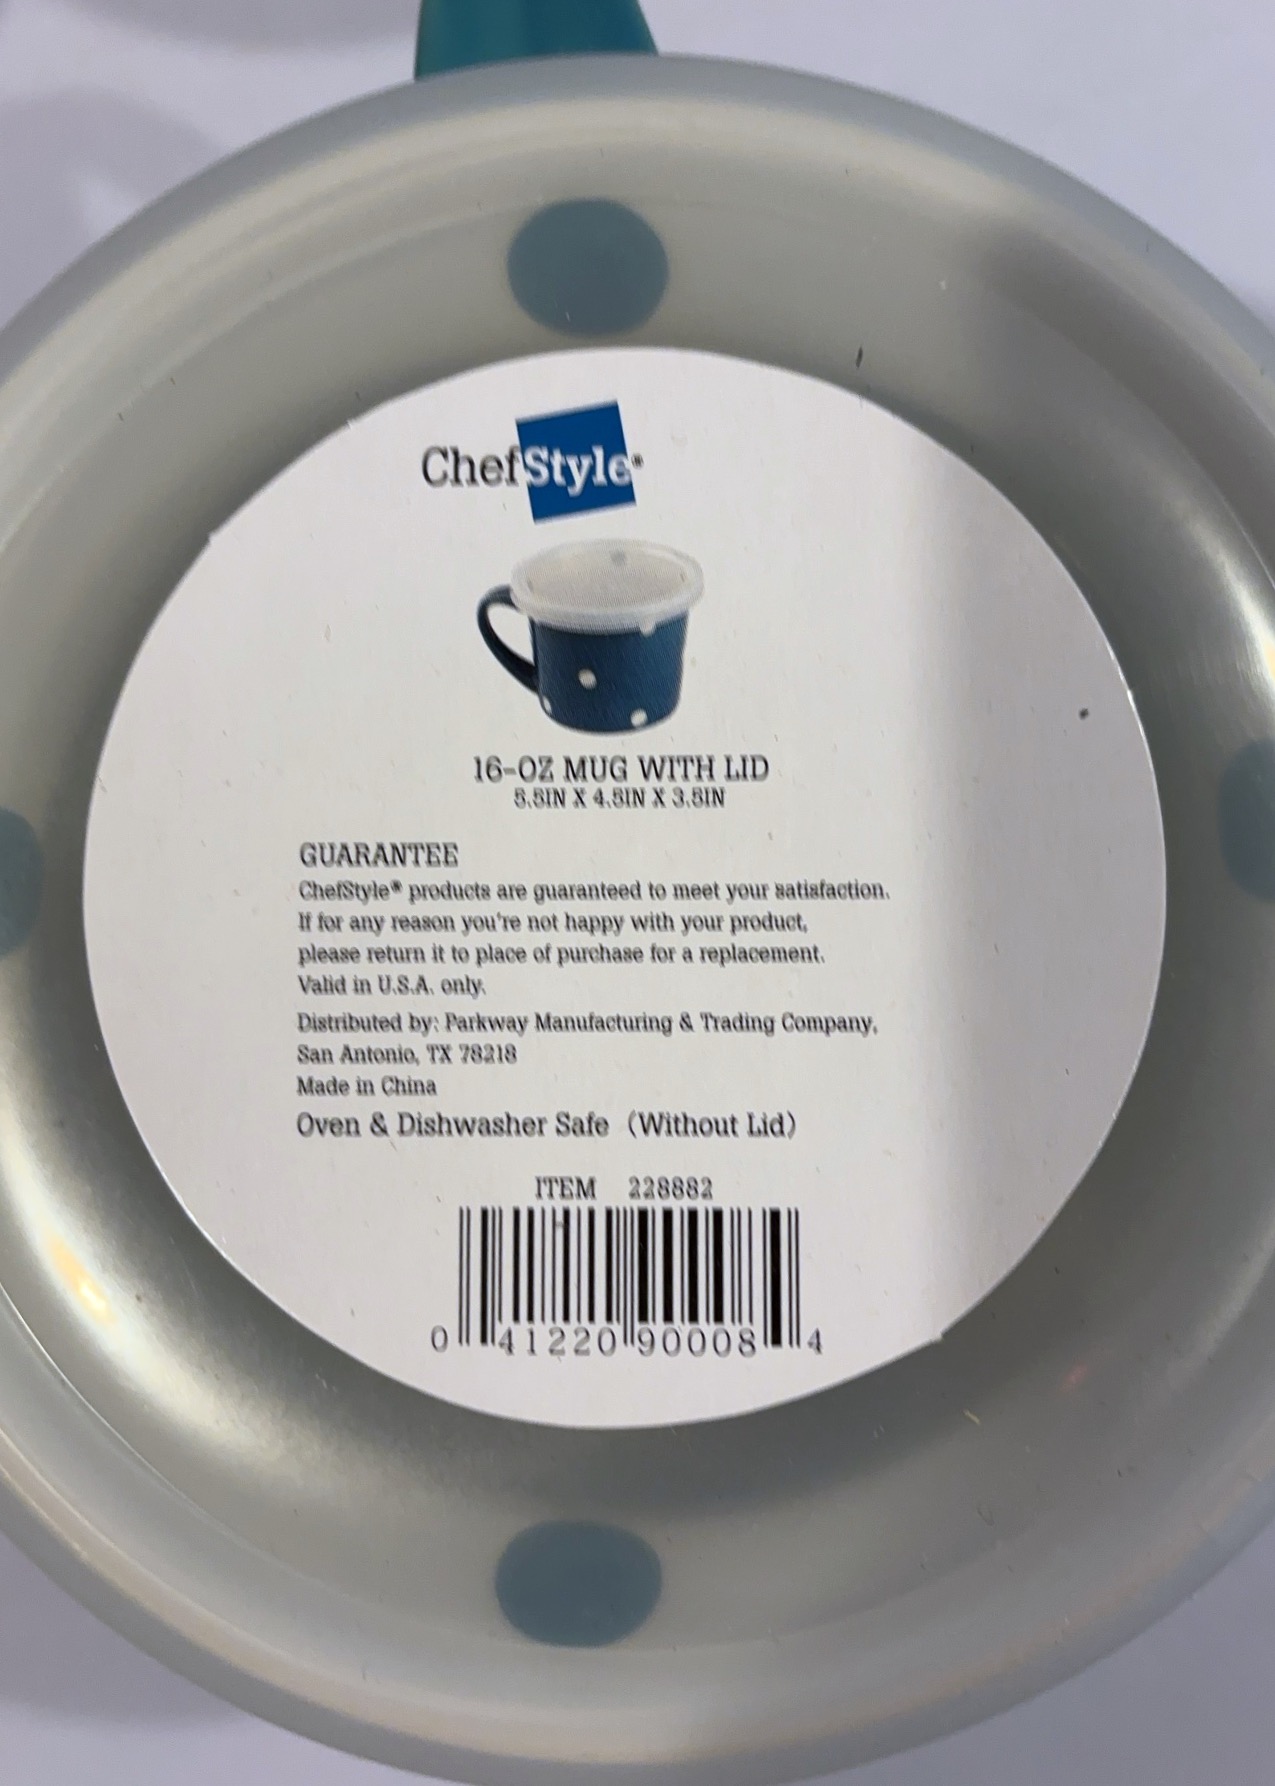 ChefStyle®
16-OZ MUG WITH LID
5.5IN X 4.5IN X 3.5IN
GUARANTEE
ChefStyle® products are guaranteed to meet your satisfaction.
If for any reason you're not happy with your product,
please return it to place of purchase for a replacement.
Valid in U.S.A. only.
Distributed by: Parkway Manufacturing & Trading Company,
San Antonio, TX 78218
Made in China
Oven & Dishwasher Safe (Without Lid)
ITEM 228882
0 41220 90008 4